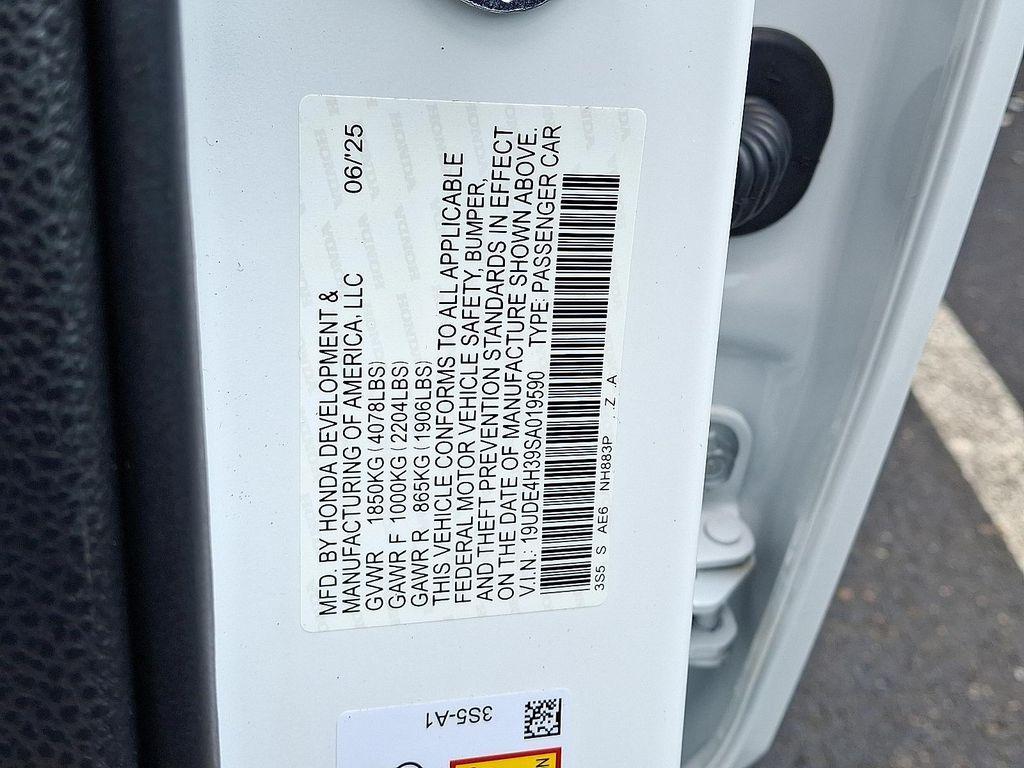 MFD. BY HONDA DEVELOPMENT &
MANUFACTURING OF AMERICA, LLC 06/'25
GVWR 1850KG (4078LBS)
GAWR F 1000KG (2204LBS)
GAWR R 865KG (1906LBS)
THIS VEHICLE CONFORMS TO ALL APPLICABLE
FEDERAL MOTOR VEHICLE SAFETY, BUMPER,
AND THEFT PREVENTION STANDARDS IN EFFECT
ON THE DATE OF MANUFACTURE SHOWN ABOVE.
V.I.N.: 19UDE4H39SA019590 TYPE: PASSENGER CAR
3S5 S AE6 NH883P . Z . A
3S5-A1